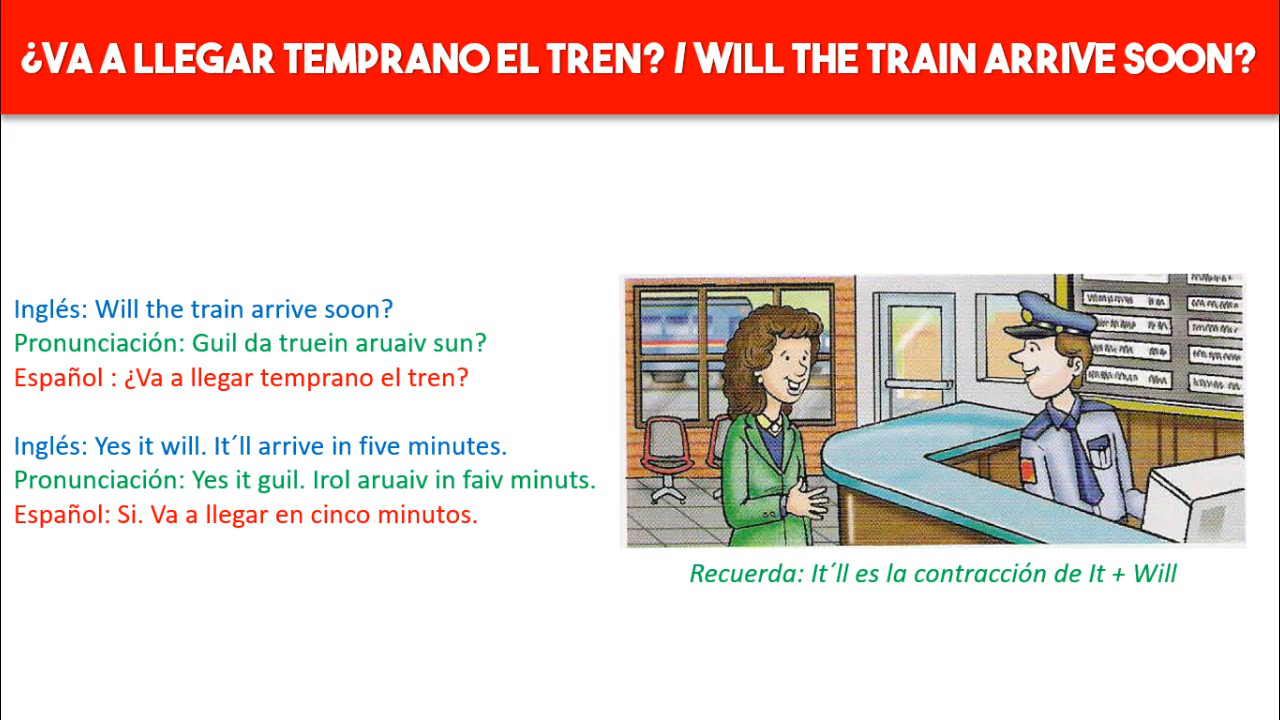 ¿VA A LLEGAR TEMPRANO EL TREN? / WILL THE TRAIN ARRIVE SOON?
Inglés: Will the train arrive soon?
Pronunciación: Guil da truein aruaiv sun?
Español : ¿Va a llegar temprano el tren?
Inglés: Yes it will. It´ll arrive in five minutes.
Pronunciación: Yes it guil. Irol aruaiv in faiv minuts.
Español: Si. Va a llegar en cinco minutos.
Recuerda: It´ll es la contracción de It + Will